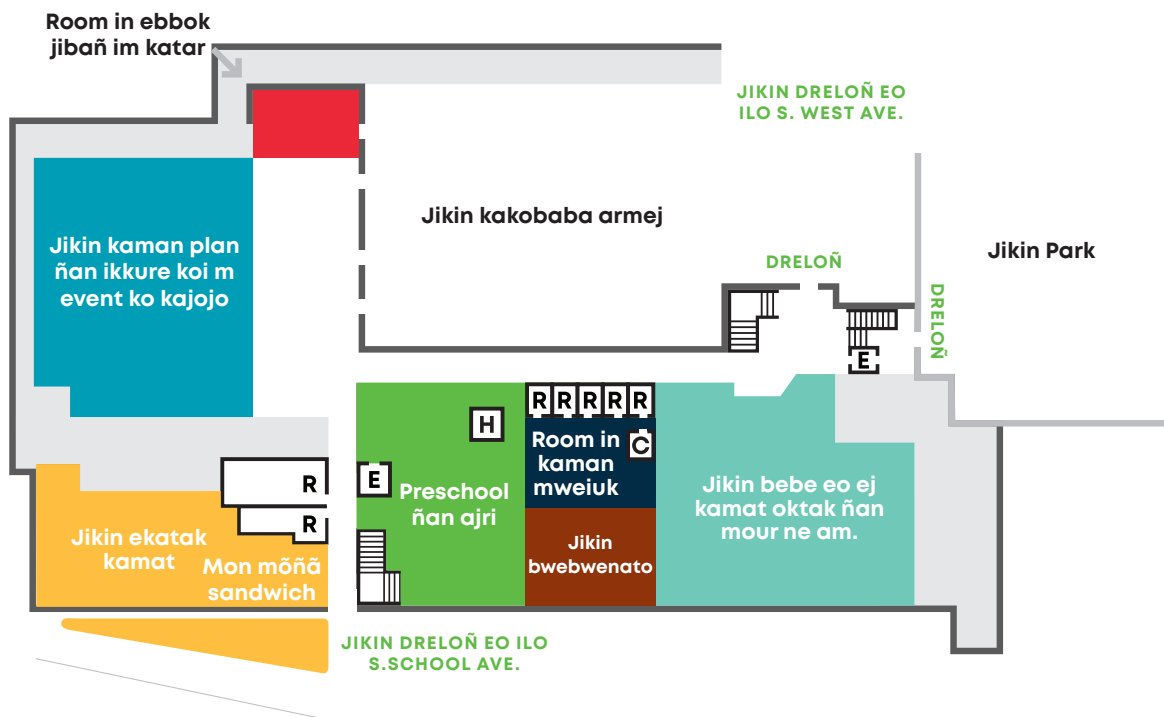 Room in ebbok
jibañ im katar
JIKIN DRELOÑ EO
ILO S. WEST AVE.
Jikin kakobaba armej
Jikin kaman plan
ñan ikkure koi m
event ko kajojo
Jikin Park
DRELOÑ
DRELOÑ
E
R R R R R
H
Room in
kaman
mweiuk
C
R
E
Preschool
ñan ajri
Jikin bebe eo ej
kamat oktak ñan
mour ne am.
R
Jikin ekatak
kamat
Mon mõñã
sandwich
Jikin
bwebwenato
JIKIN DRELOÑ EO ILO
S.SCHOOL AVE.